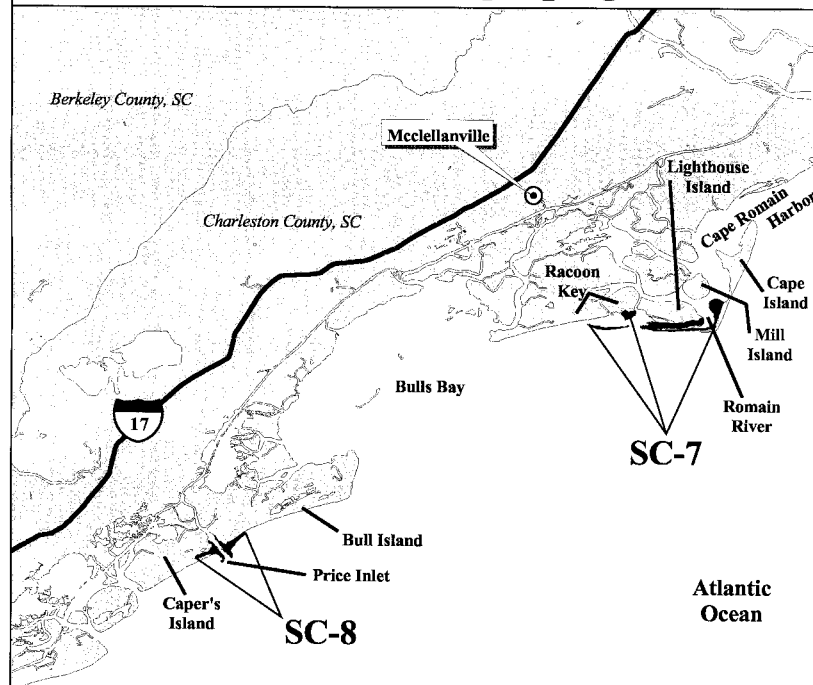 Berkeley County, SC
Mcclellanville
Lighthouse
Island
Charleston County, SC
Cape Romain
Harbor
Racoon
Key
Cape
Island
Mill
Island
Bulls Bay
Romain
River
17
SC-7
Bull Island
Price Inlet
Caper's
Island
SC-8
Atlantic
Ocean